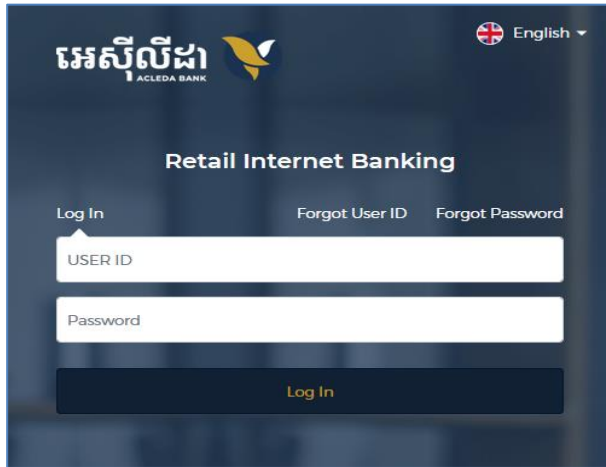 English
អេស៊ីលីដា
ACLEDA BANK
Retail Internet Banking
Log In Forgot User ID Forgot Password
USER ID
Password
Log In